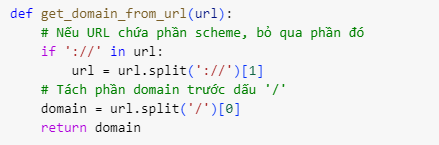 def get_domain_from_url(url):
    # Nếu URL chứa phần scheme, bỏ qua phần đó
    if '://' in url:
        url = url.split('://')[1]
    # Tách phần domain trước dấu '/'
    domain = url.split('/')[0]
    return domain